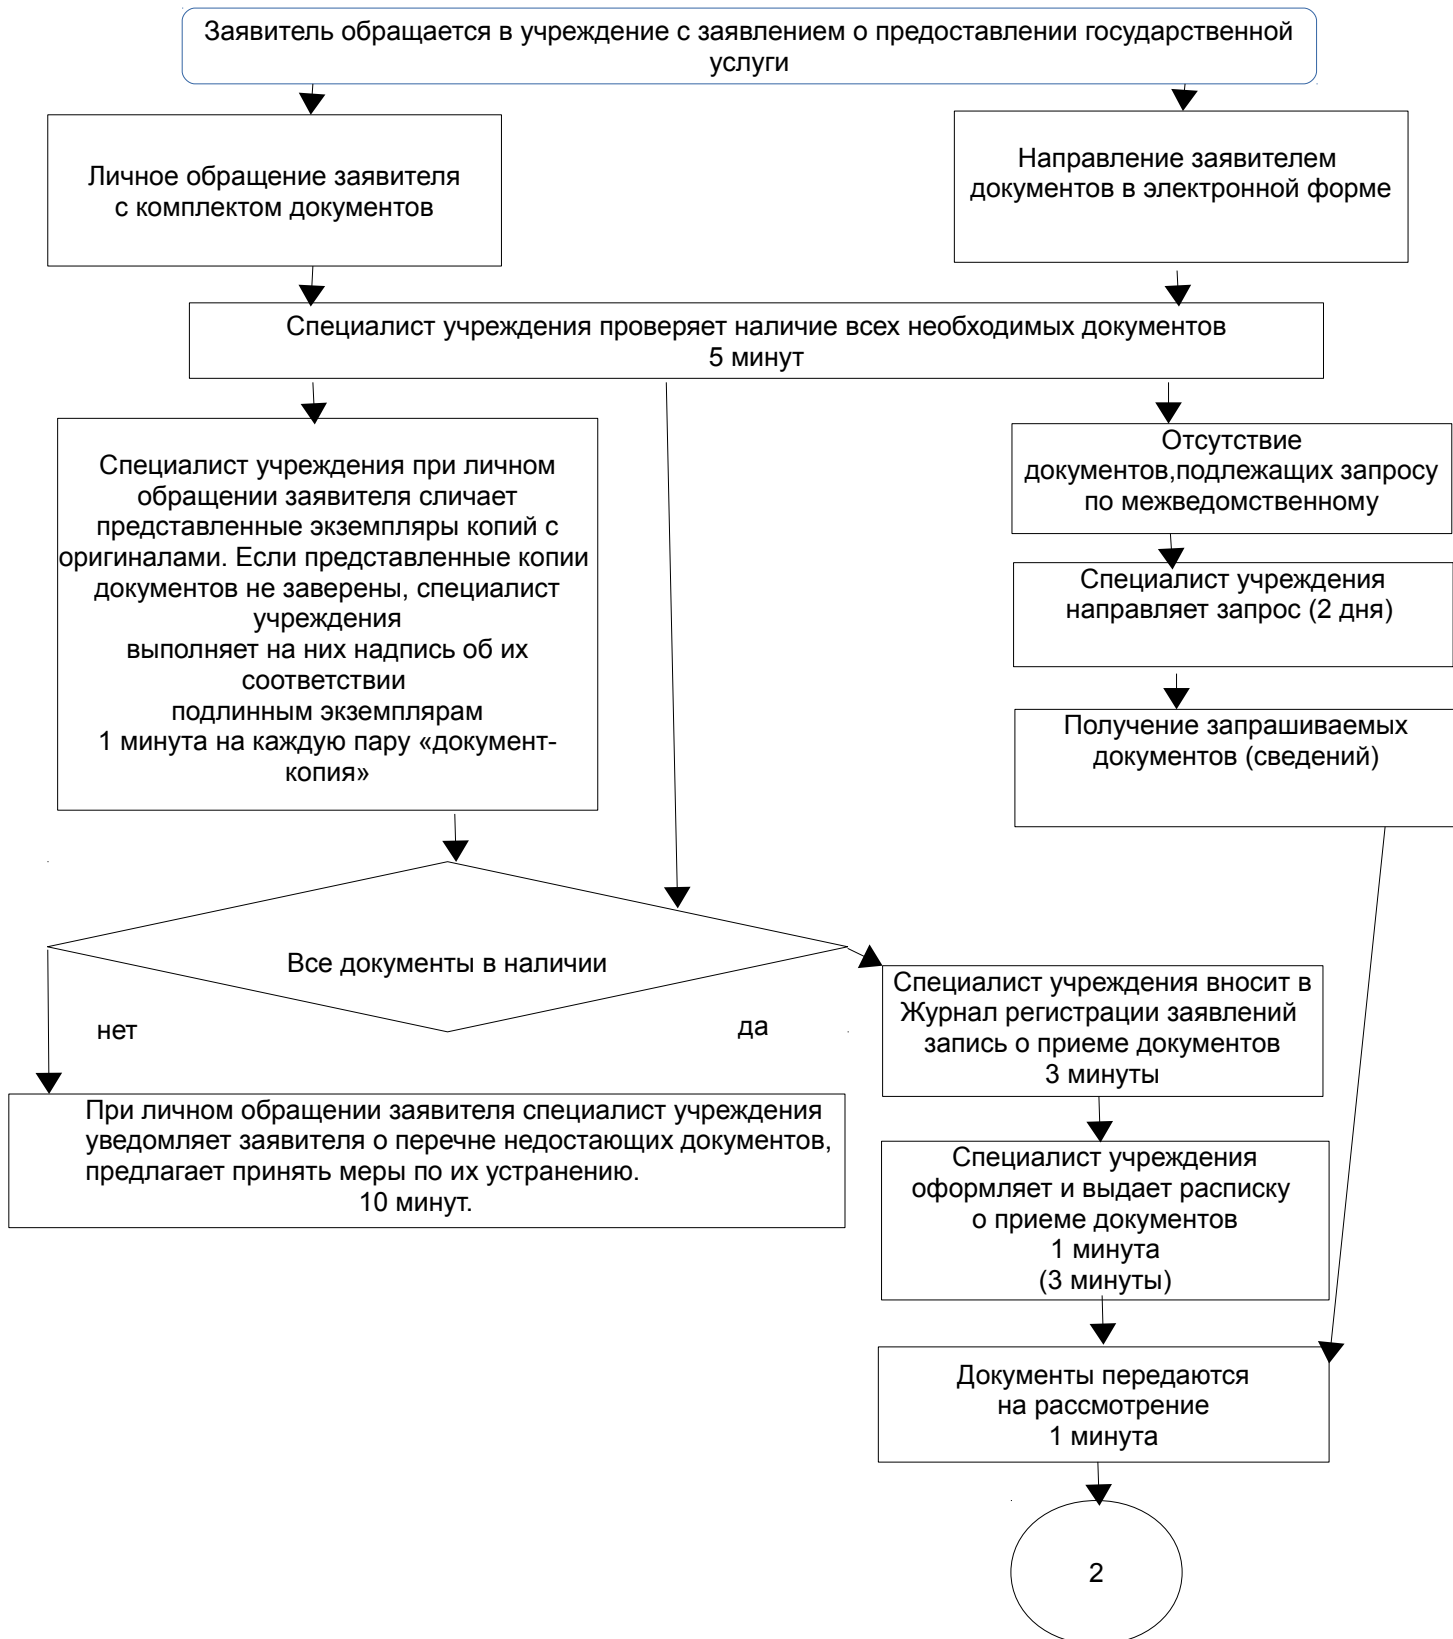 Заявитель обращается в учреждение с заявлением о предоставлении государственной
услуги
Личное обращение заявителя
с комплектом документов
Направление заявителем
документов в электронной форме
Специалист учреждения проверяет наличие всех необходимых документов
5 минут
Специалист учреждения при личном
обращении заявителя сличает
представленные экземпляры копий с
оригиналами. Если представленные копии
документов не заверены, специалист
учреждения
выполняет на них надпись об их
соответствии
подлинным экземплярам
1 минута на каждую пару «документ-
копия»
Отсутствие
документов,подлежащих запросу
по межведомственному
Специалист учреждения
направляет запрос (2 дня)
Получение запрашиваемых
документов (сведений)
Все документы в наличии
нет
да
Специалист учреждения вносит в
Журнал регистрации заявлений
запись о приеме документов
3 минуты
При личном обращении заявителя специалист учреждения
уведомляет заявителя о перечне недостающих документов,
предлагает принять меры по их устранению.
10 минут.
Специалист учреждения
оформляет и выдает расписку
о приеме документов
1 минута
(3 минуты)
Документы передаются
на рассмотрение
1 минута
2